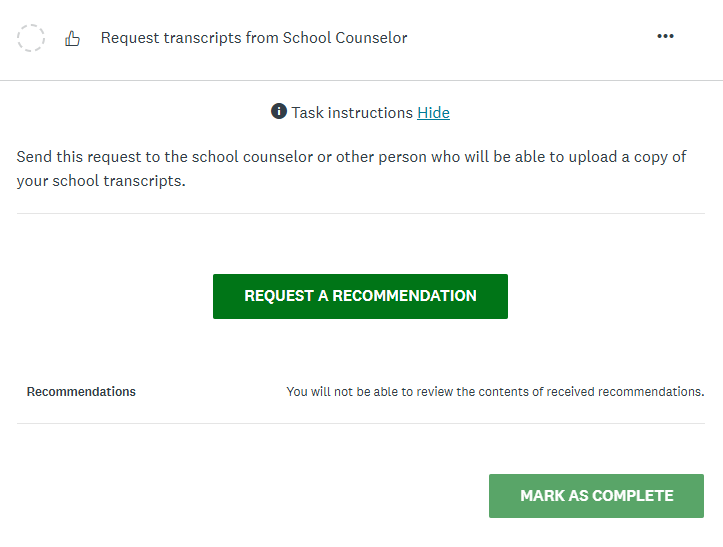 Request transcripts from School Counselor
Task instructions Hide
Send this request to the school counselor or other person who will be able to upload a copy of
your school transcripts.
REQUEST A RECOMMENDATION
Recommendations You will not be able to review the contents of received recommendations.
MARK AS COMPLETE